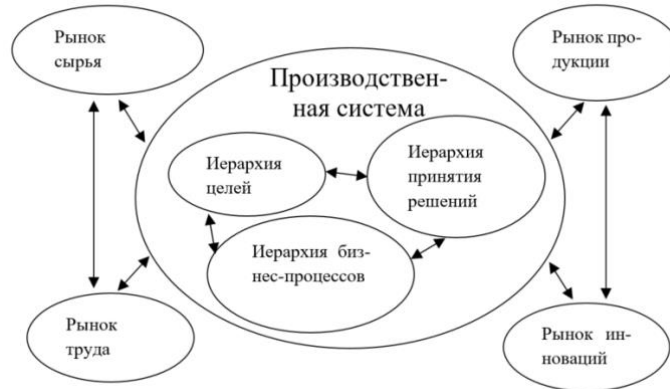 Рынок
сырья
Рынок про-
дукции
Производствен-
ная система
Иерархия
целей
Иерархия
принятия
решений
Иерархия биз-
нес-процессов
Рынок
труда
Рынок ин-
новаций